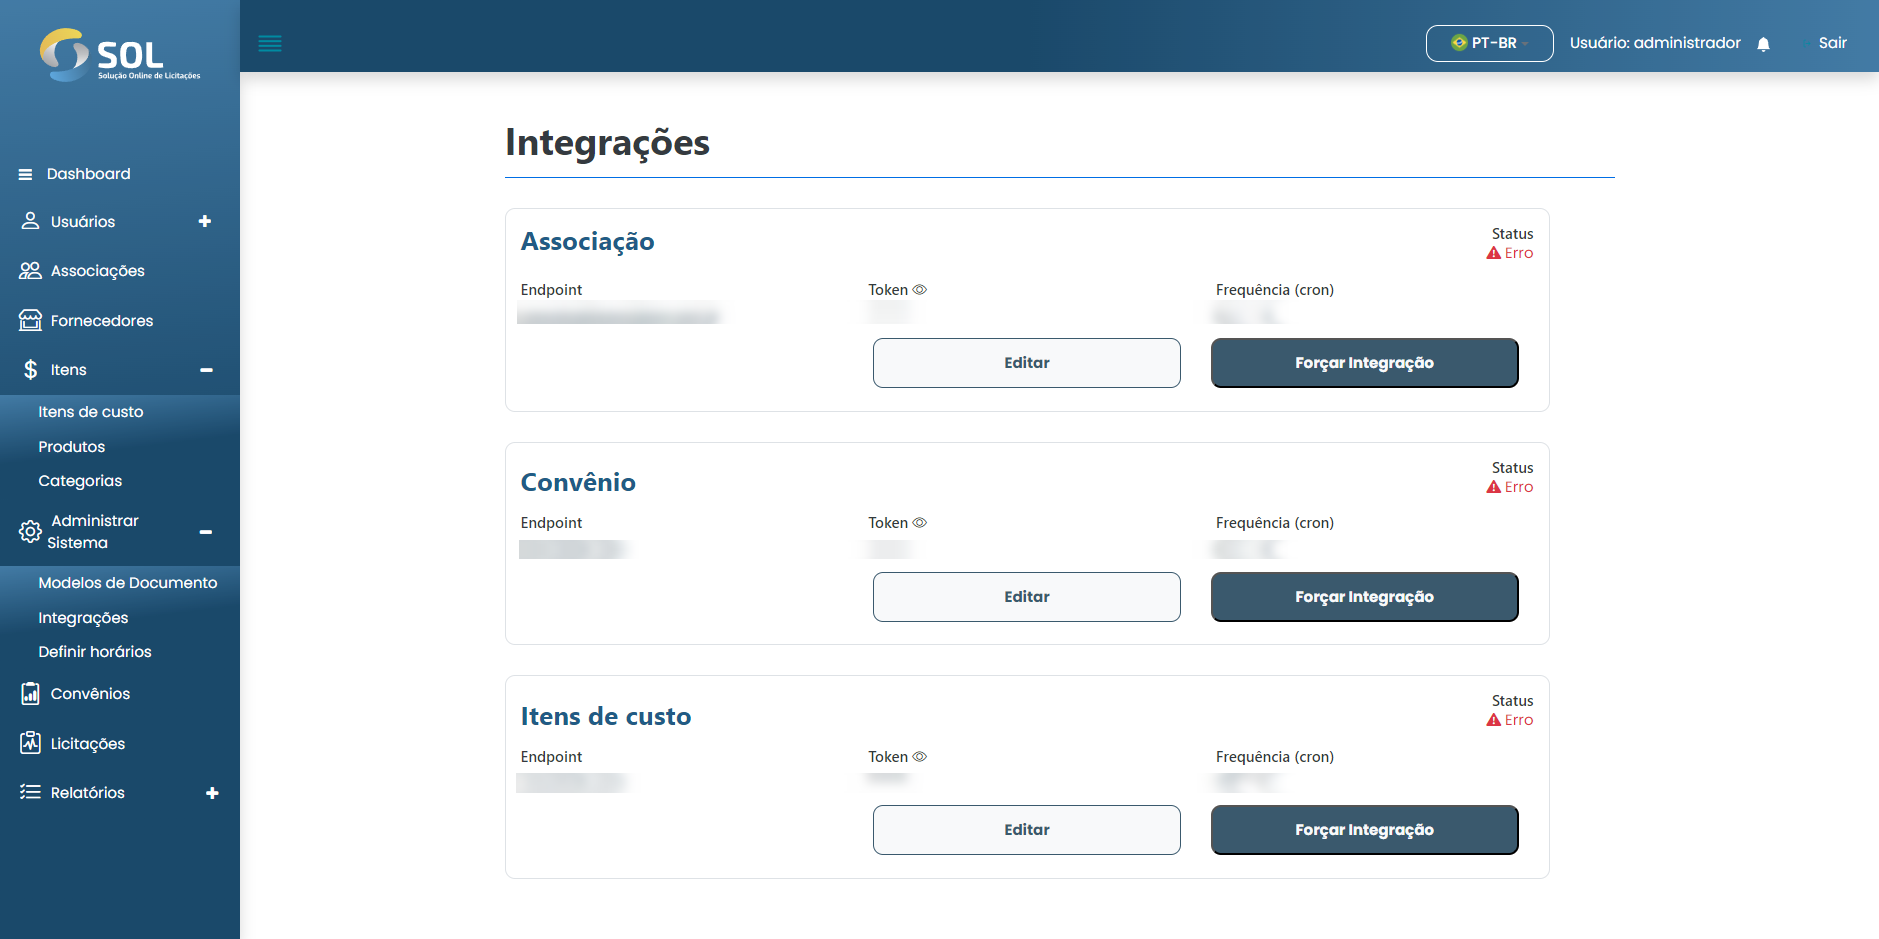 SOL
Solução Online de Licitações
PT-BR
Usuário: administrador
Sair
Dashboard
Usuários
Associações
Fornecedores
Itens
Itens de custo
Produtos
Categorias
Administrar
Sistema
Modelos de Documento
Integrações
Definir horários
Convênios
Licitações
Relatórios
Integrações
Associação
Status
Erro
Endpoint
Token
Frequência (cron)
Editar
Forçar Integração
Convênio
Status
Erro
Endpoint
Token
Frequência (cron)
Editar
Forçar Integração
Itens de custo
Status
Erro
Endpoint
Token
Frequência (cron)
Editar
Forçar Integração